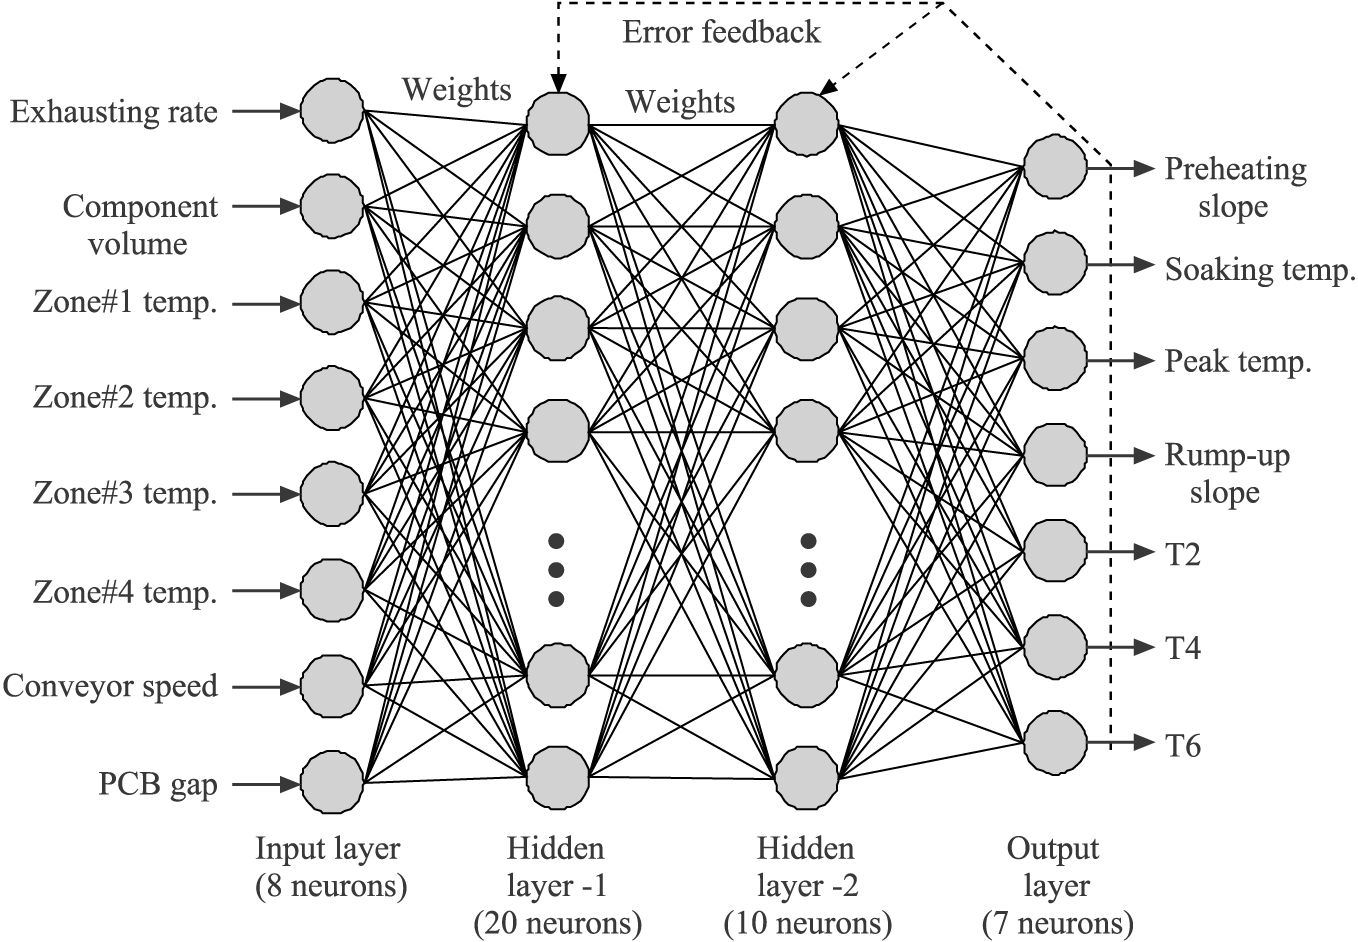 Error feedback
Weights
Weights
Exhausting rate
Component
volume
Zone#1 temp.
Zone#2 temp.
Zone#3 temp.
Zone#4 temp.
Conveyor speed
PCB gap
Preheating
slope
Soaking temp.
Peak temp.
Rump-up
slope
T2
T4
T6
Input layer
(8 neurons)
Hidden
layer -1
(20 neurons)
Hidden
layer -2
(10 neurons)
Output
layer
(7 neurons)